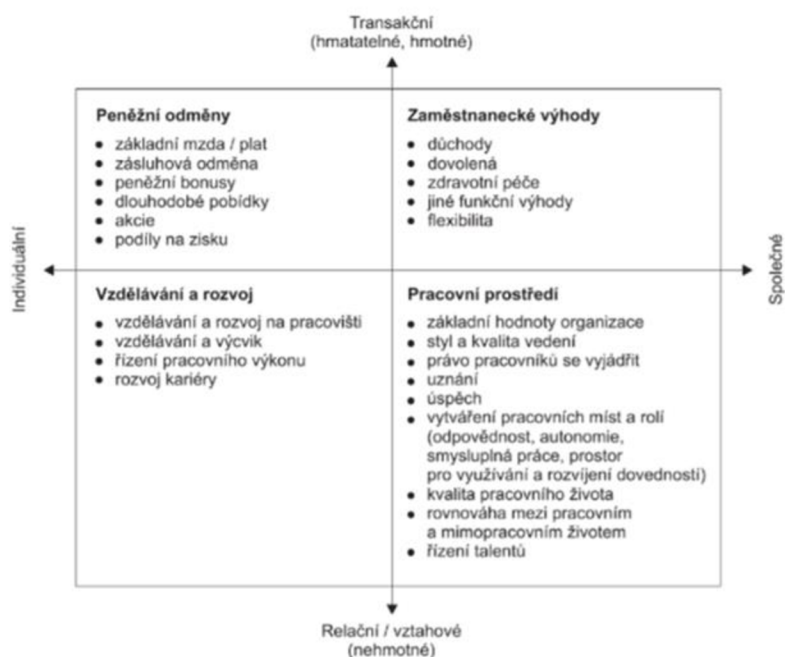 Transakční
(hmatatelné, hmotné)
Peněžní odměny
• základní mzda / plat
• zásluhová odměna
• peněžní bonusy
• dlouhodobé pobídky
• akcie
• podíly na zisku
Zaměstnanecké výhody
• důchody
• dovolená
• zdravotní péče
• jiné funkční výhody
• flexibilita
Individuální
Společné
Vzdělávání a rozvoj
• vzdělávání a rozvoj na pracovišti
• vzdělávání a výcvik
• řízení pracovního výkonu
• rozvoj kariéry
Pracovní prostředí
• základní hodnoty organizace
• styl a kvalita vedení
• právo pracovníků se vyjádřit
• uznání
• úspěch
• vytváření pracovních míst a rolí
(odpovědnost, autonomie,
smysluplná práce, prostor
pro využívání a rozvíjení dovedností)
• kvalita pracovního života
• rovnováha mezi pracovním
a mimopracovním životem
• řízení talentů
Relační / vztahové
(nehmotné)